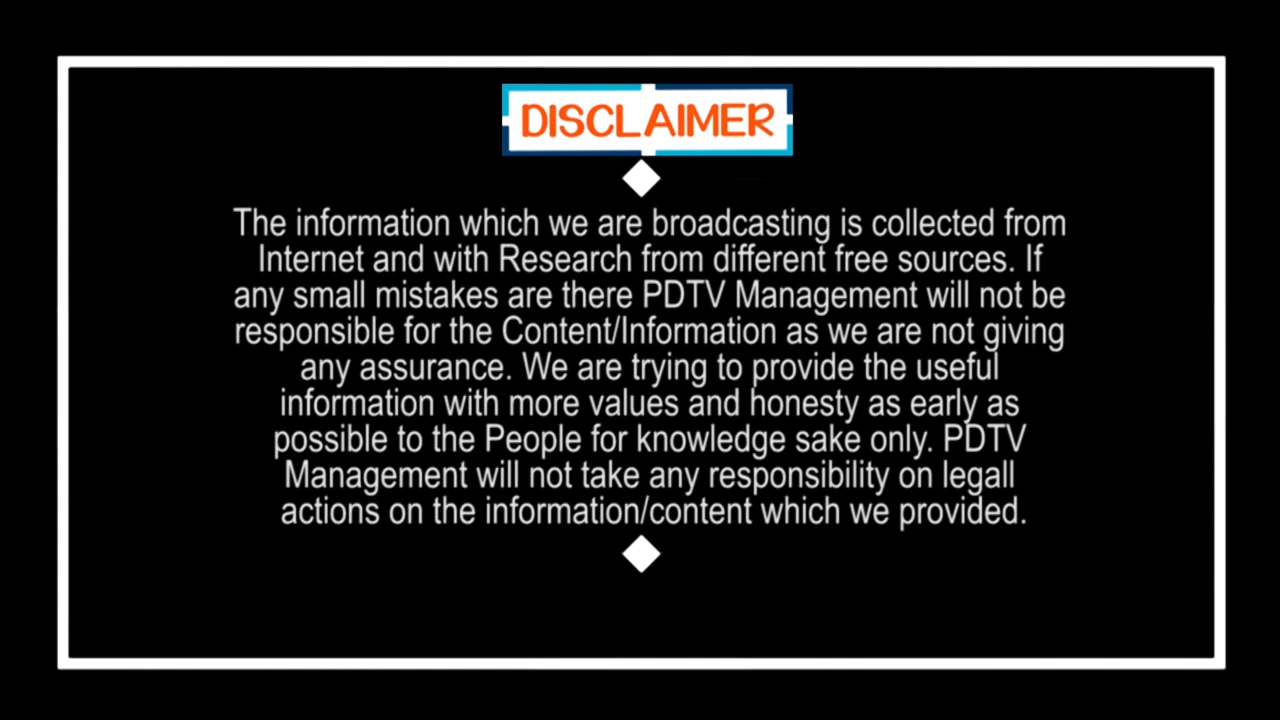 DISCLAIMER
The information which we are broadcasting is collected from
Internet and with Research from different free sources. If
any small mistakes are there PDTV Management will not be
responsible for the Content/Information as we are not giving
any assurance. We are trying to provide the useful
information with more values and honesty as early as
possible to the People for knowledge sake only. PDTV
Management will not take any responsibility on legall
actions on the information/content which we provided.